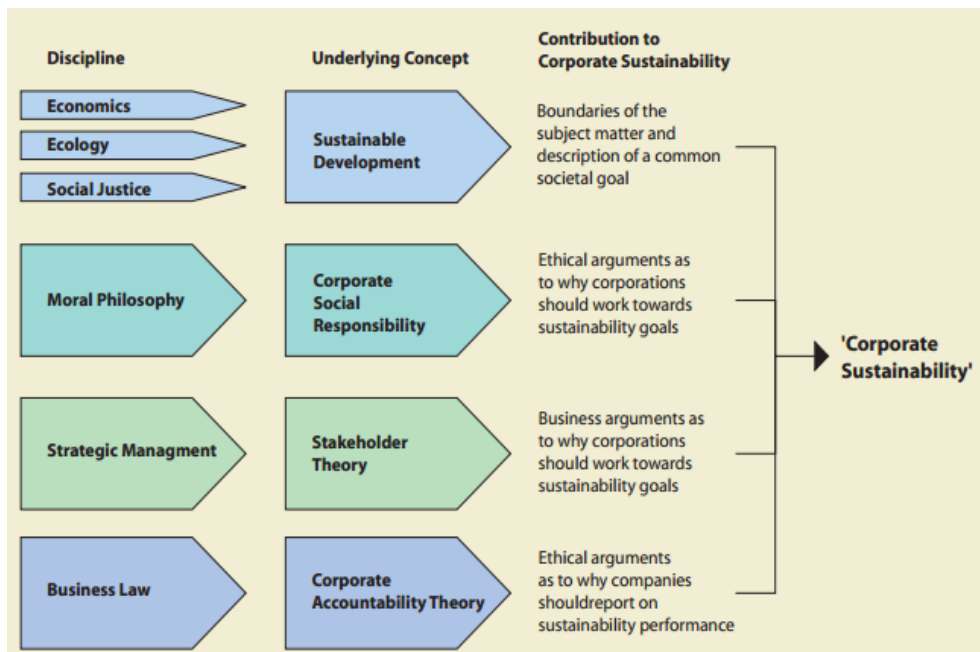 Discipline
Underlying Concept
Contribution to
Corporate Sustainability
Economics
Ecology
Social Justice
Sustainable
Development
Boundaries of the
subject matter and
description of a common
societal goal
Moral Philosophy
Corporate
Social
Responsibility
Ethical arguments as
to why corporations
should work towards
sustainability goals
Strategic Managment
Stakeholder
Theory
Business arguments as
to why corporations
should work towards
sustainability goals
Business Law
Corporate
Accountability Theory
Ethical arguments
as to why companies
shouldreport on
sustainability performance
'Corporate
Sustainability'